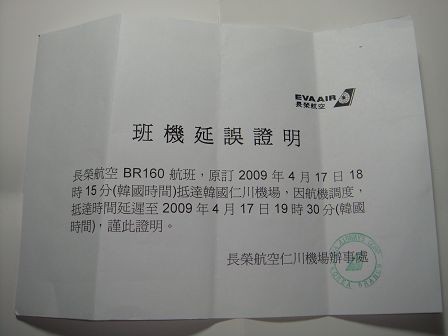 EVA AIR
長榮航空
班機延誤證明
長榮航空 BR160 航班，原訂 2009 年 4 月 17 日 18
時 15 分(韓國時間)抵達韓國仁川機場，因航機調度，
抵達時間延遲至 2009 年 4 月 17 日 19 時 30 分(韓國
時間)，謹此證明。
長榮航空仁川機場辦事處